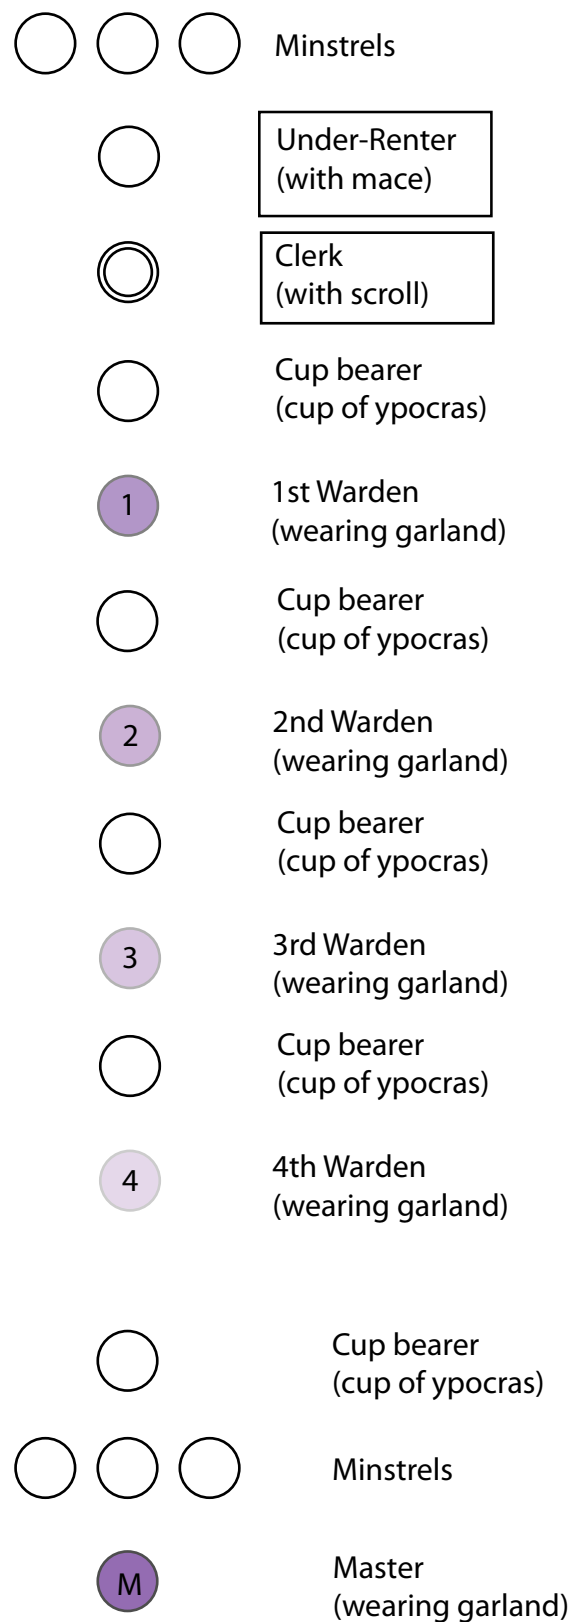 Minstrels
Under-Renter
(with mace)
Clerk
(with scroll)
Cup bearer
(cup of ypocras)
1
1st Warden
(wearing garland)
Cup bearer
(cup of ypocras)
2
2nd Warden
(wearing garland)
Cup bearer
(cup of ypocras)
3
3rd Warden
(wearing garland)
Cup bearer
(cup of ypocras)
4
4th Warden
(wearing garland)
Cup bearer
(cup of ypocras)
Minstrels
M
Master
(wearing garland)